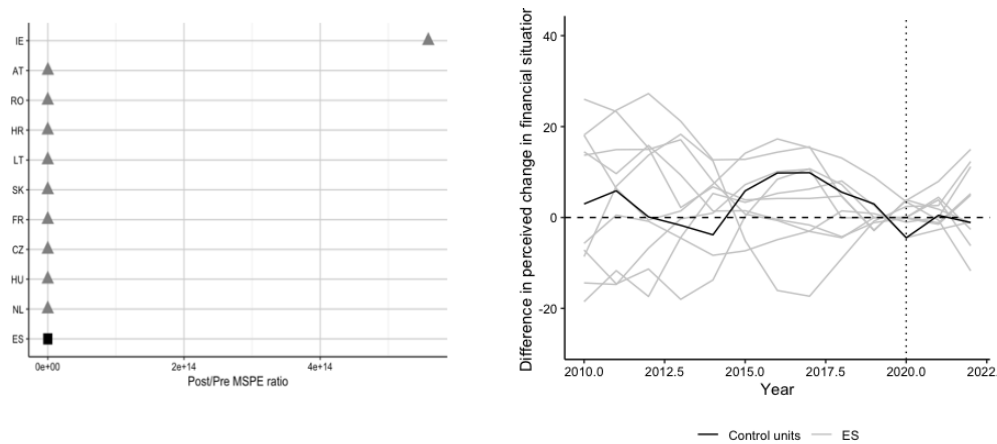 IE
AT
RO
HR
LT
SK
FR
CZ
HU
NL
ES
0e+00 2e+14 4e+14
Post/Pre MSPE ratio
Difference in perceived change in financial situation
40
20
0
-20
2010.0 2012.5 2015.0 2017.5 2020.0 2022.
Year
Control units ES